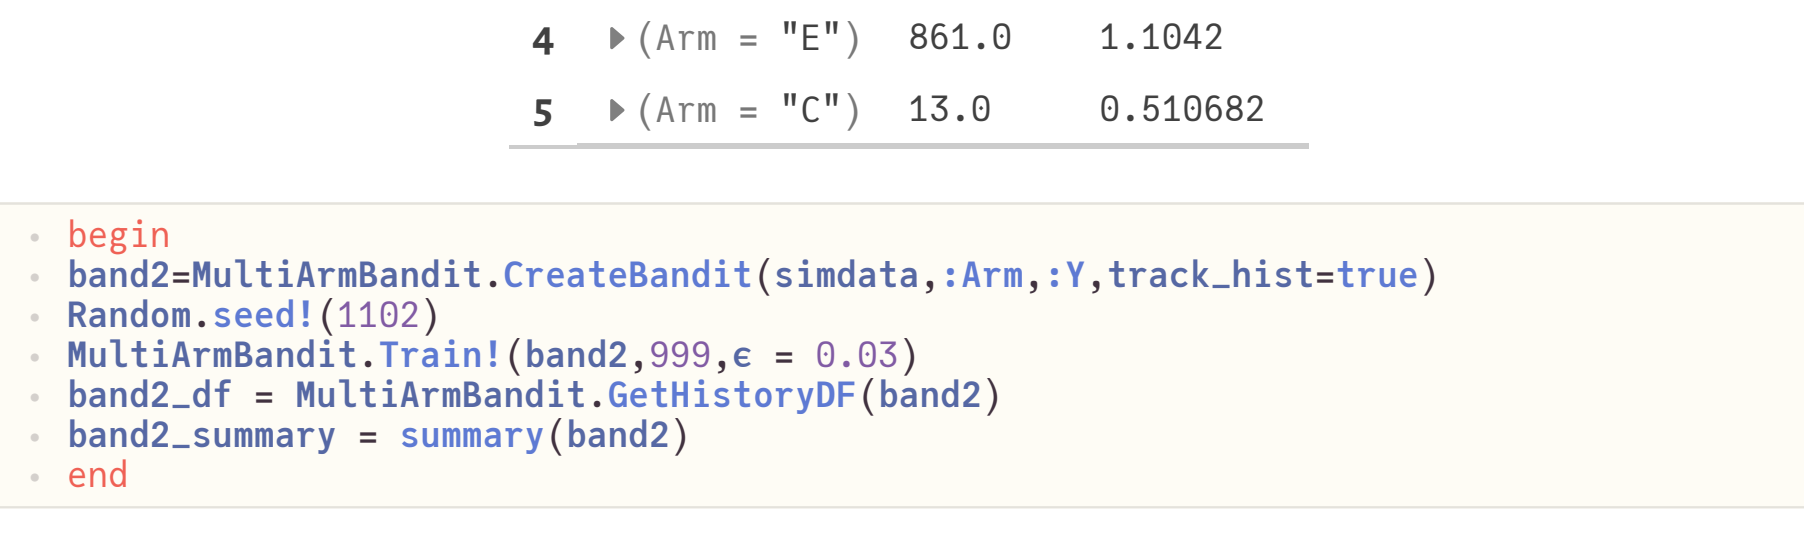 4 ▶(Arm = "E") 861.0 1.1042
5 ▶(Arm = "C") 13.0 0.510682
begin
band2=MultiArmBandit.CreateBandit(simdata,:Arm,:Y,track_hist=true)
Random.seed!(1102)
MultiArmBandit.Train!(band2,999,ϵ = 0.03)
band2_df = MultiArmBandit.GetHistoryDF(band2)
band2_summary = summary(band2)
end